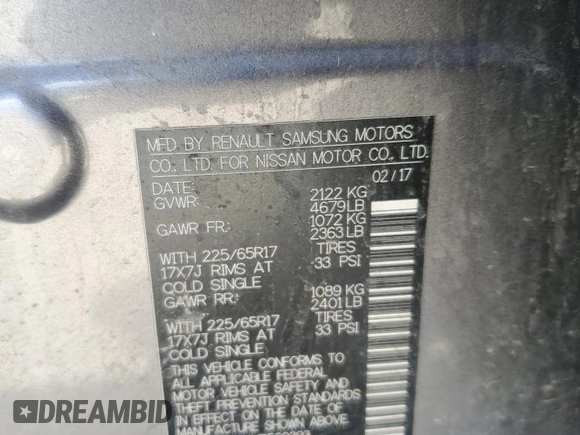 MFD. BY RENAULT SAMSUNG MOTORS
CO., LTD. FOR NISSAN MOTOR CO., LTD.
DATE: 02/17
GVWR: 2122 KG
4679 LB
GAWR FR: 1072 KG
2363 LB
WITH 225/65R17 TIRES
17X7J RIMS AT 33 PSI
COLD SINGLE
GAWR RR: 1089 KG
2401 LB
WITH 225/65R17 TIRES
17X7J RIMS AT 33 PSI
COLD SINGLE
THIS VEHICLE CONFORMS TO
ALL APPLICABLE FEDERAL
MOTOR VEHICLE SAFETY AND
THEFT PREVENTION STANDARDS
IN EFFECT ON THE DATE OF
MANUFACTURE
DREAMBID